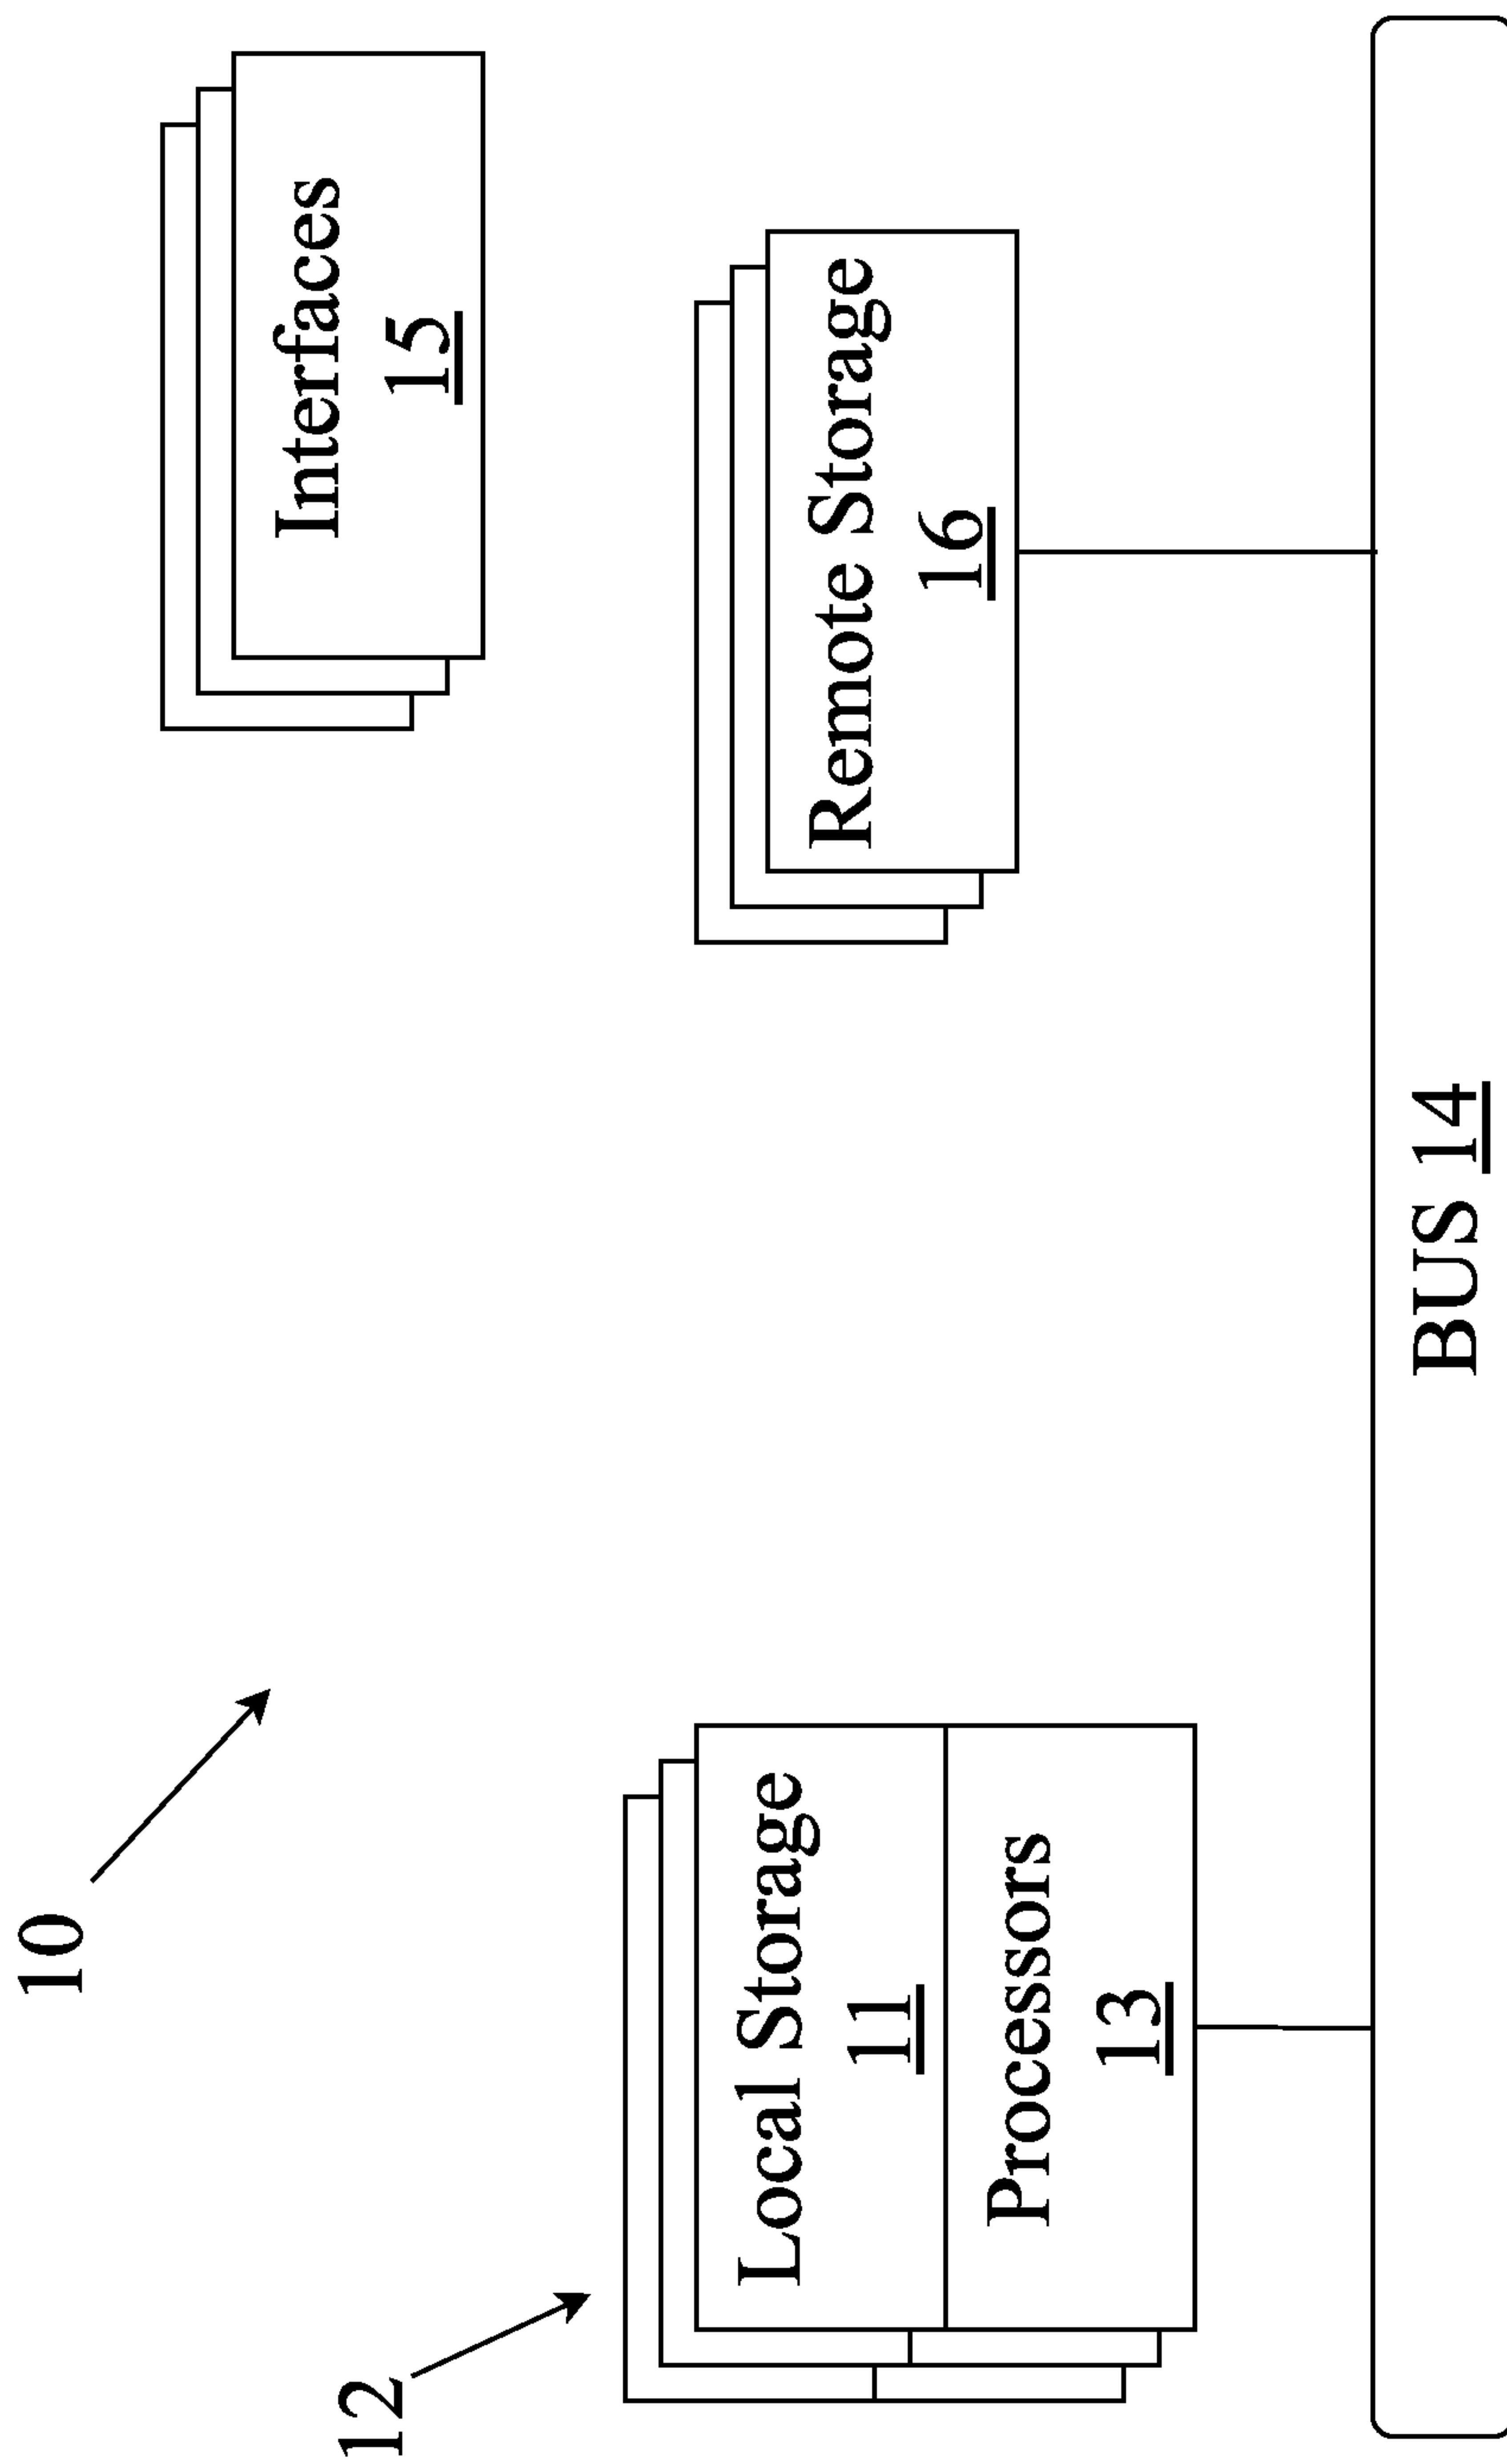 10
12
Interfaces
15
Local Storage
11
Remote Storage
16
Processors
13
BUS 14